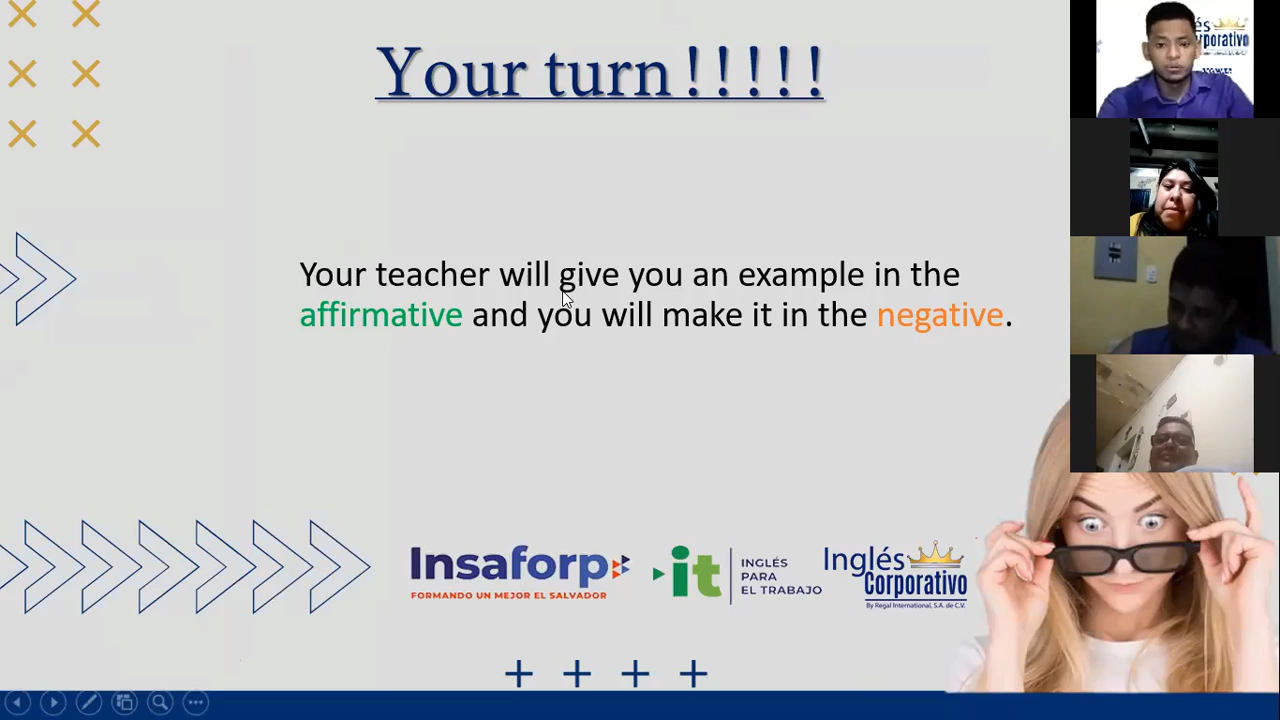 Your turn!!!!!
Your teacher will give you an example in the
affirmative and you will make it in the negative.
Insaforp
FORMANDO UN MEJOR EL SALVADOR
it
INGLÉS
PARA
EL TRABAJO
Inglés
Corporativo
By Regal International, S.A. de C.V.